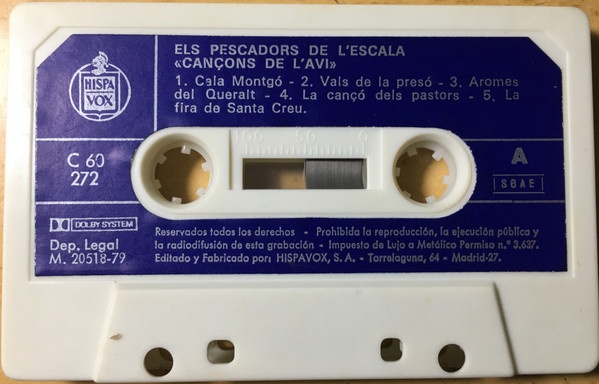 ELS PESCADORS DE L'ESCALA
«CANÇONS DE L'AVI»
1. Cala Montgó - 2. Vals de la presó - 3. Aromes
del Queralt - 4. La cançó dels pastors - 5. La
fira de Santa Creu.
HISPA
VOX
100 50 0
C 60
272
A
SGAE
DOLBY SYSTEM
Dep. Legal
M. 20518-79
Reservados todos los derechos - Prohibida la reproducción, la ejecución pública y
la radiodifusión de esta grabación - Impuesto de Lujo a Metálico Permiso n.º 3.637.
Editado y Fabricado por: HISPAVOX, S. A. - Torrelaguna, 64 - Madrid-27.